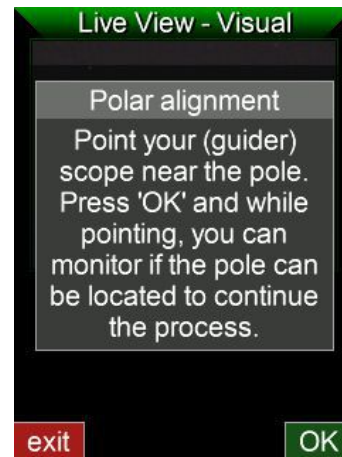 Live View - Visual
Polar alignment
Point your (guider)
scope near the pole.
Press 'OK' and while
pointing, you can
monitor if the pole can
be located to continue
the process.
exit
OK